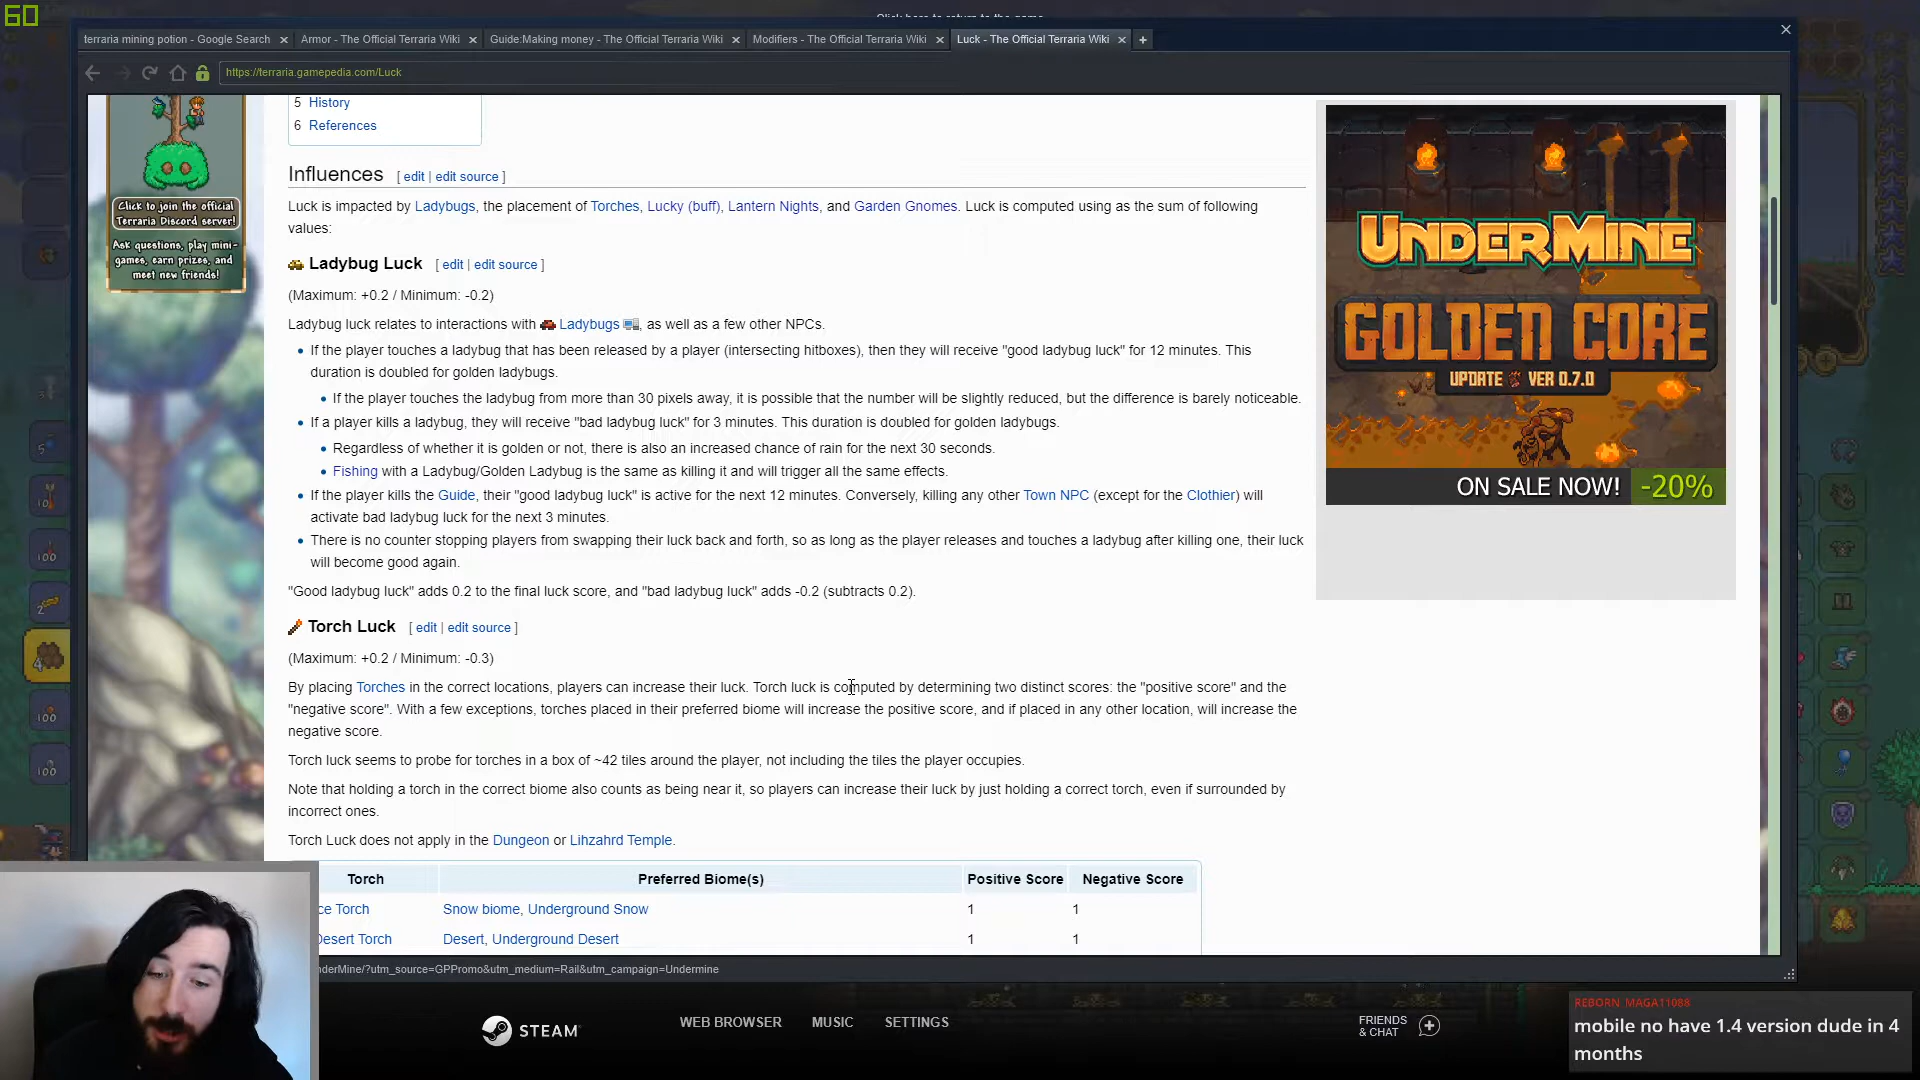 60
Click here to return to the game
terraria mining potion - Google Search
Armor - The Official Terraria Wiki
Guide:Making money - The Official Terraria Wiki
Modifiers - The Official Terraria Wiki
Luck - The Official Terraria Wiki
https://terraria.gamepedia.com/Luck
Click to join the official
Terraria Discord server!
Ask questions, play mini-
games, earn prizes, and
meet new friends!
5 History
6 References
Influences [ edit | edit source ]
Luck is impacted by Ladybugs, the placement of Torches, Lucky (buff), Lantern Nights, and Garden Gnomes. Luck is computed using as the sum of following
values:
Ladybug Luck [ edit | edit source ]
(Maximum: +0.2 / Minimum: -0.2)
Ladybug luck relates to interactions with Ladybugs, as well as a few other NPCs.
• If the player touches a ladybug that has been released by a player (intersecting hitboxes), then they will receive "good ladybug luck" for 12 minutes. This
duration is doubled for golden ladybugs.
• If the player touches the ladybug from more than 30 pixels away, it is possible that the number will be slightly reduced, but the difference is barely noticeable.
• If a player kills a ladybug, they will receive "bad ladybug luck" for 3 minutes. This duration is doubled for golden ladybugs.
• Regardless of whether it is golden or not, there is also an increased chance of rain for the next 30 seconds.
• Fishing with a Ladybug/Golden Ladybug is the same as killing it and will trigger all the same effects.
• If the player kills the Guide, their "good ladybug luck" is active for the next 12 minutes. Conversely, killing any other Town NPC (except for the Clothier) will
activate bad ladybug luck for the next 3 minutes.
• There is no counter stopping players from swapping their luck back and forth, so as long as the player releases and touches a ladybug after killing one, their luck
will become good again.
"Good ladybug luck" adds 0.2 to the final luck score, and "bad ladybug luck" adds -0.2 (subtracts 0.2).
Torch Luck [ edit | edit source ]
(Maximum: +0.2 / Minimum: -0.3)
By placing Torches in the correct locations, players can increase their luck. Torch luck is computed by determining two distinct scores: the "positive score" and the
"negative score". With a few exceptions, torches placed in their preferred biome will increase the positive score, and if placed in any other location, will increase the
negative score.
Torch luck seems to probe for torches in a box of ~42 tiles around the player, not including the tiles the player occupies.
Note that holding a torch in the correct biome also counts as being near it, so players can increase their luck by just holding a correct torch, even if surrounded by
incorrect ones.
Torch Luck does not apply in the Dungeon or Lihzahrd Temple.
Torch Preferred Biome(s) Positive Score Negative Score
ce Torch Snow biome, Underground Snow 1 1
Desert Torch Desert, Underground Desert 1 1
UNDERMINE
GOLDEN CORE
UPDATE VER 0.7.0
ON SALE NOW! -20%
nderMine/?utm_source=GPPromo&utm_medium=Rail&utm_campaign=Undermine
STEAM
WEB BROWSER
MUSIC
SETTINGS
FRIENDS
& CHAT
REBORN MAGA11088
mobile no have 1.4 version dude in 4
months